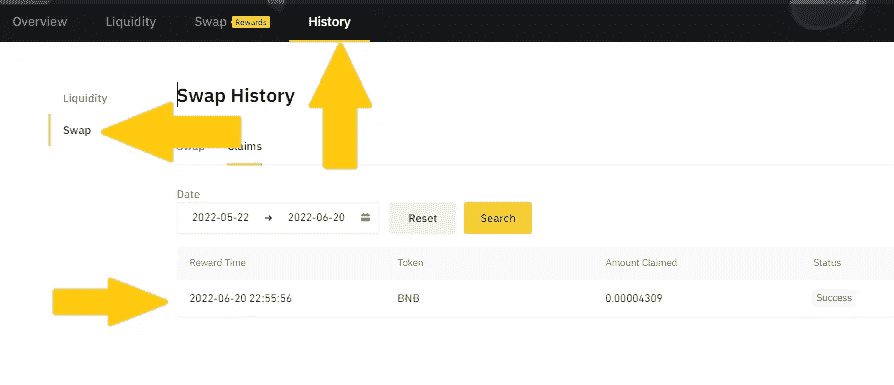 Overview Liquidity Swap Rewards History
Liquidity
Swap History
Swap
Swap Claims
Date
2022-05-22 → 2022-06-20 Reset Search
Reward Time Token Amount Claimed Status
2022-06-20 22:55:56 BNB 0.00004309 Success